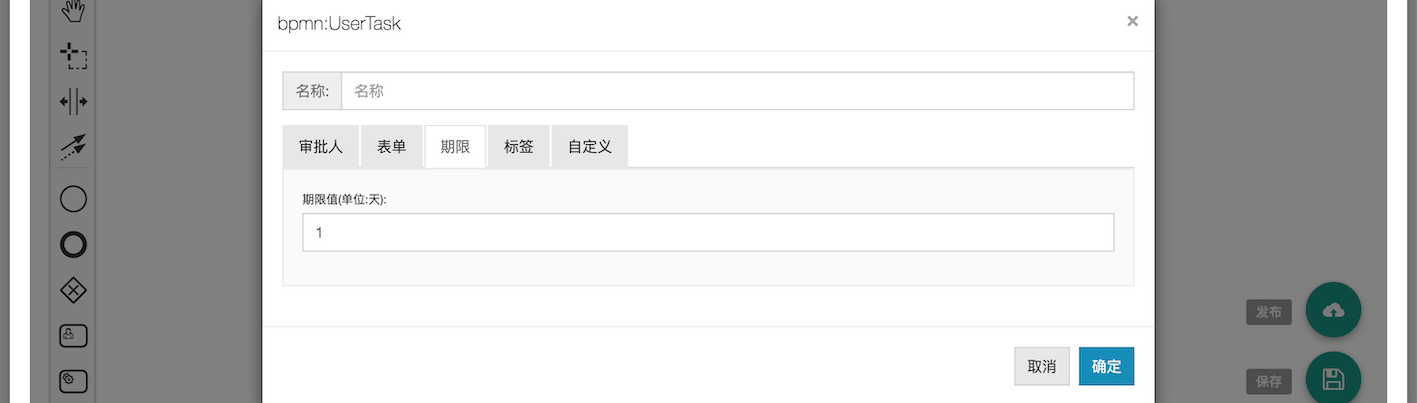 bpmn:UserTask
×
名称: 名称
审批人 表单 期限 标签 自定义
期限值(单位:天):
1
发布
取消 确定
保存